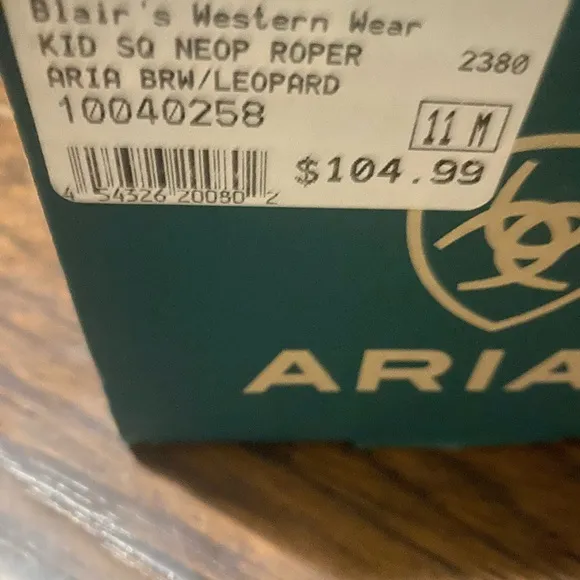 Blair's Western Wear
KID SQ NEOP ROPER 2380
ARIA BRW/LEOPARD
10040258
11 M
$104.99
4 54326 20080 2
ARIA